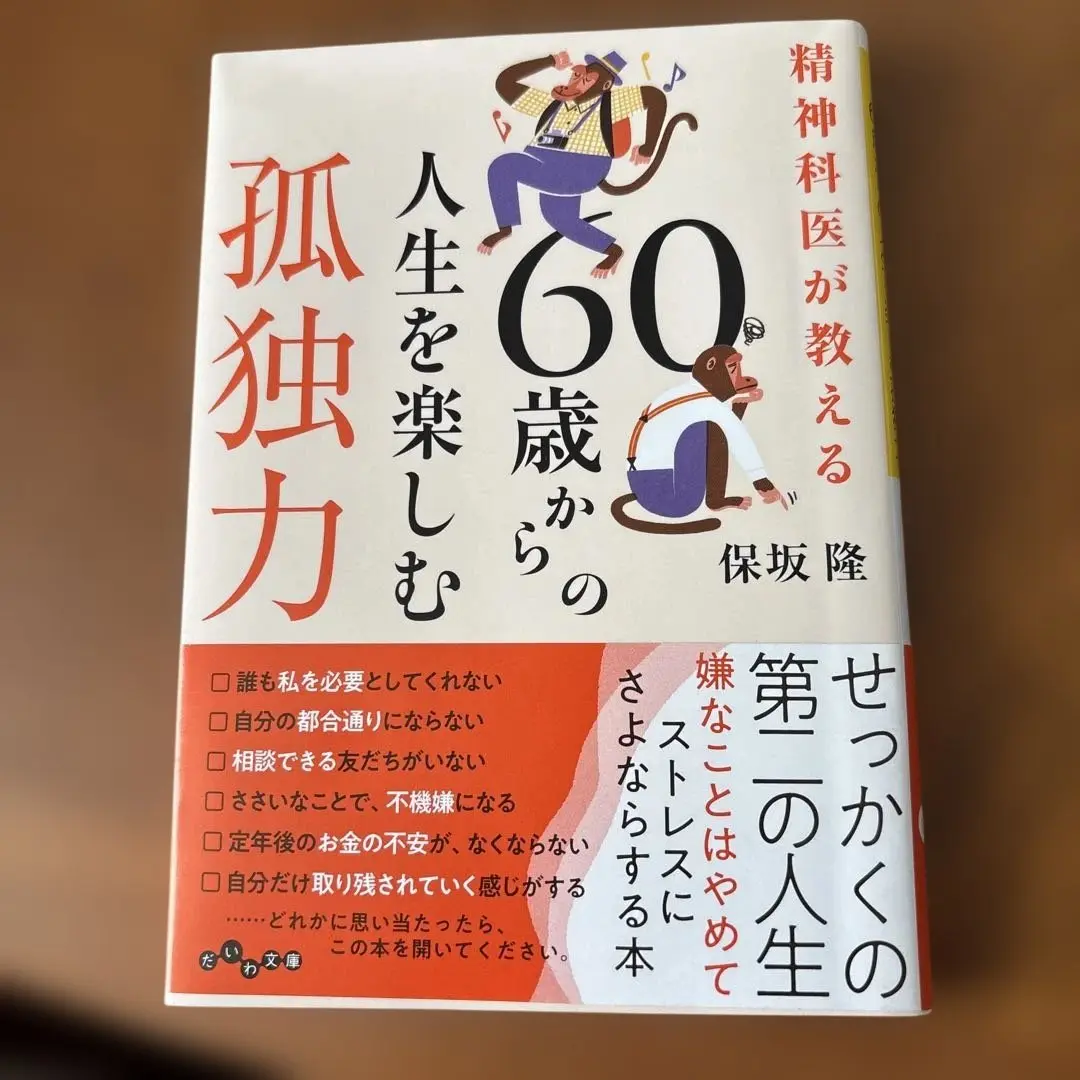 精神科医が教える
60歳からの
人生を楽しむ
孤独力
保坂 隆
せっかくの
第二の人生
嫌なことはやめて
ストレスに
さよならする本
□ 誰も私を必要としてくれない
□ 自分の都合通りにならない
□ 相談できる友だちがいない
□ ささいなことで、不機嫌になる
□ 定年後のお金の不安が、なくならない
□ 自分だけ取り残されていく感じがする
……どれかに思い当たったら、
この本を開いてください。
だいわ文庫